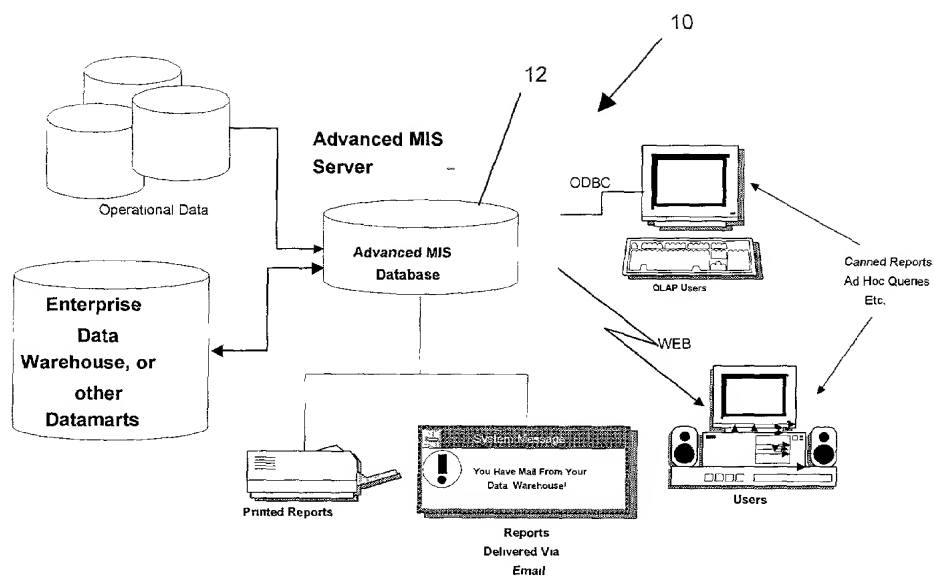 10
12
Advanced MIS
Server
Operational Data
ODBC
Advanced MIS
Database
OLAP Users
Canned Reports
Ad Hoc Queries
Etc.
Enterprise
Data
Warehouse, or
other
Datamarts
WEB
System Message
You Have Mail From Your
Data Warehouse!
Printed Reports
Users
Reports
Delivered Via
Email